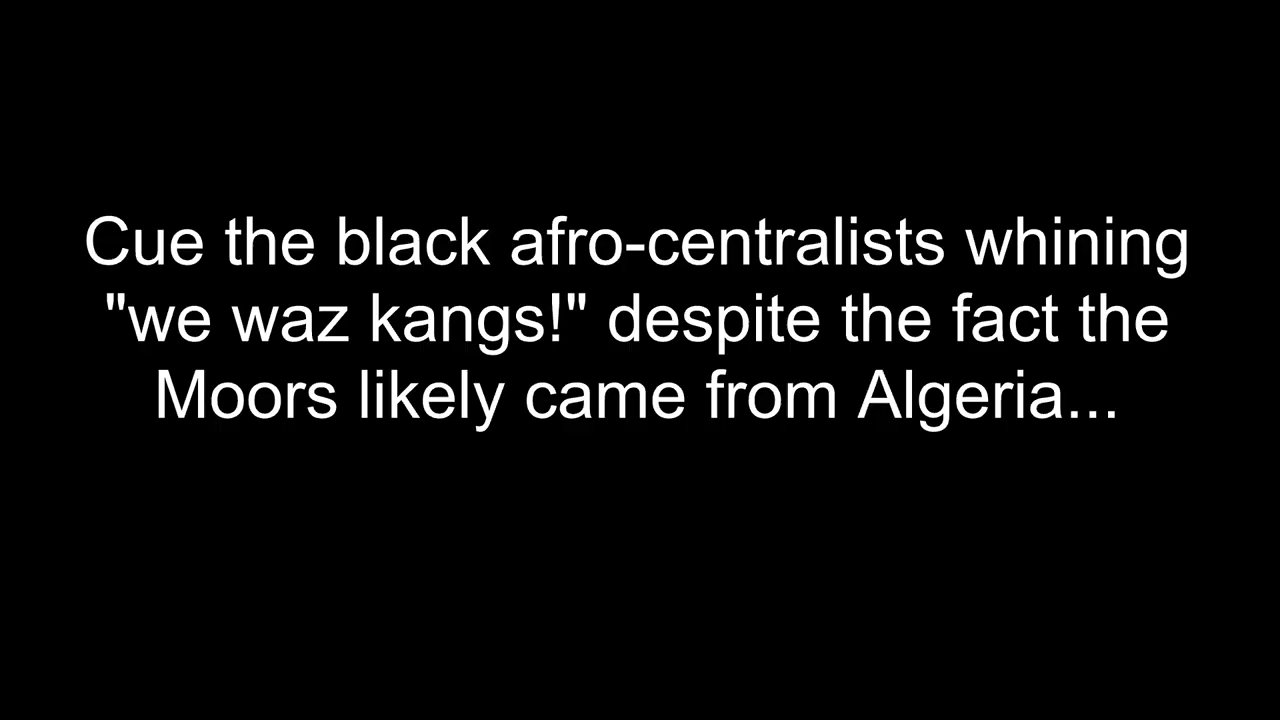 Cue the black afro-centralists whining
"we waz kangs!" despite the fact the
Moors likely came from Algeria...